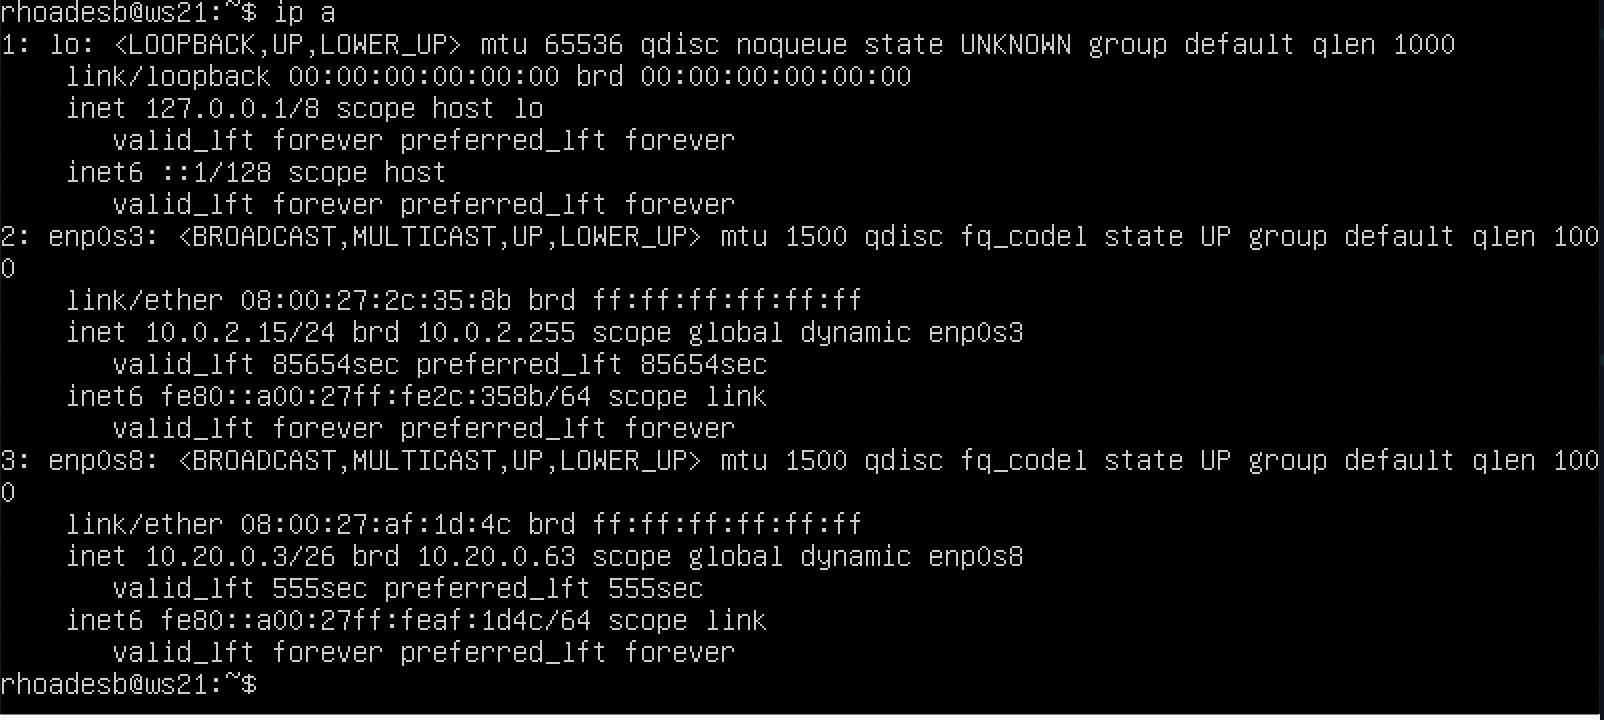 rhoadesb@ws21:~$ ip a
1: lo: <LOOPBACK,UP,LOWER_UP> mtu 65536 qdisc noqueue state UNKNOWN group default qlen 1000
    link/loopback 00:00:00:00:00:00 brd 00:00:00:00:00:00
    inet 127.0.0.1/8 scope host lo
       valid_lft forever preferred_lft forever
    inet6 ::1/128 scope host
       valid_lft forever preferred_lft forever
2: enp0s3: <BROADCAST,MULTICAST,UP,LOWER_UP> mtu 1500 qdisc fq_codel state UP group default qlen 100
0
    link/ether 08:00:27:2c:35:8b brd ff:ff:ff:ff:ff:ff
    inet 10.0.2.15/24 brd 10.0.2.255 scope global dynamic enp0s3
       valid_lft 85654sec preferred_lft 85654sec
    inet6 fe80::a00:27ff:fe2c:358b/64 scope link
       valid_lft forever preferred_lft forever
3: enp0s8: <BROADCAST,MULTICAST,UP,LOWER_UP> mtu 1500 qdisc fq_codel state UP group default qlen 100
0
    link/ether 08:00:27:af:1d:4c brd ff:ff:ff:ff:ff:ff
    inet 10.20.0.3/26 brd 10.20.0.63 scope global dynamic enp0s8
       valid_lft 555sec preferred_lft 555sec
    inet6 fe80::a00:27ff:feaf:1d4c/64 scope link
       valid_lft forever preferred_lft forever
rhoadesb@ws21:~$